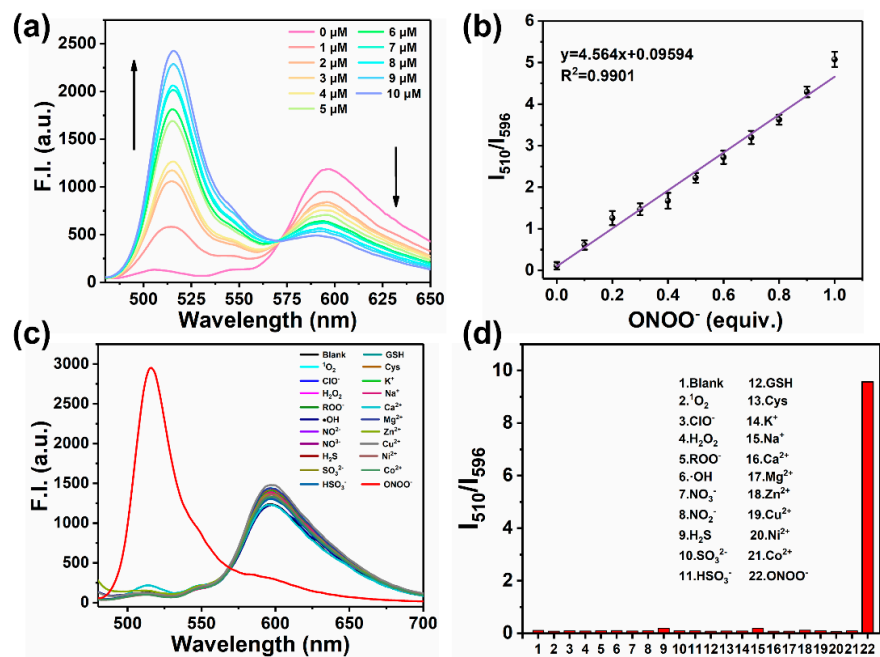 (a)
F.I. (a.u.)
2500
2000
1500
1000
500
0
500 525 550 575 600 625 650
Wavelength (nm)
0 μM 6 μM
1 μM 7 μM
2 μM 8 μM
3 μM 9 μM
4 μM 10 μM
5 μM
(b)
I₅₁₀/I₅₉₆
6
5
4
3
2
1
0
y=4.564x+0.09594
R²=0.9901
0.0 0.2 0.4 0.6 0.8 1.0
ONOO⁻ (equiv.)
(c)
F.I. (a.u.)
3000
2500
2000
1500
1000
500
0
500 550 600 650 700
Wavelength (nm)
Blank GSH
¹O₂ Cys
ClO⁻ K⁺
H₂O₂ Na⁺
ROO⁻ Ca²⁺
•OH Mg²⁺
NO²⁻ Zn²⁺
NO³⁻ Cu²⁺
H₂S Ni²⁺
SO₃²⁻ Co²⁺
HSO₃⁻ ONOO⁻
(d)
I₅₁₀/I₅₉₆
10
8
6
4
2
0
1.Blank 12.GSH
2.¹O₂ 13.Cys
3.ClO⁻ 14.K⁺
4.H₂O₂ 15.Na⁺
5.ROO⁻ 16.Ca²⁺
6.·OH 17.Mg²⁺
7.NO₃⁻ 18.Zn²⁺
8.NO₂⁻ 19.Cu²⁺
9.H₂S 20.Ni²⁺
10.SO₃²⁻ 21.Co²⁺
11.HSO₃⁻ 22.ONOO⁻
1 2 3 4 5 6 7 8 9 10 11 12 13 14 15 16 17 18 19 20 21 22